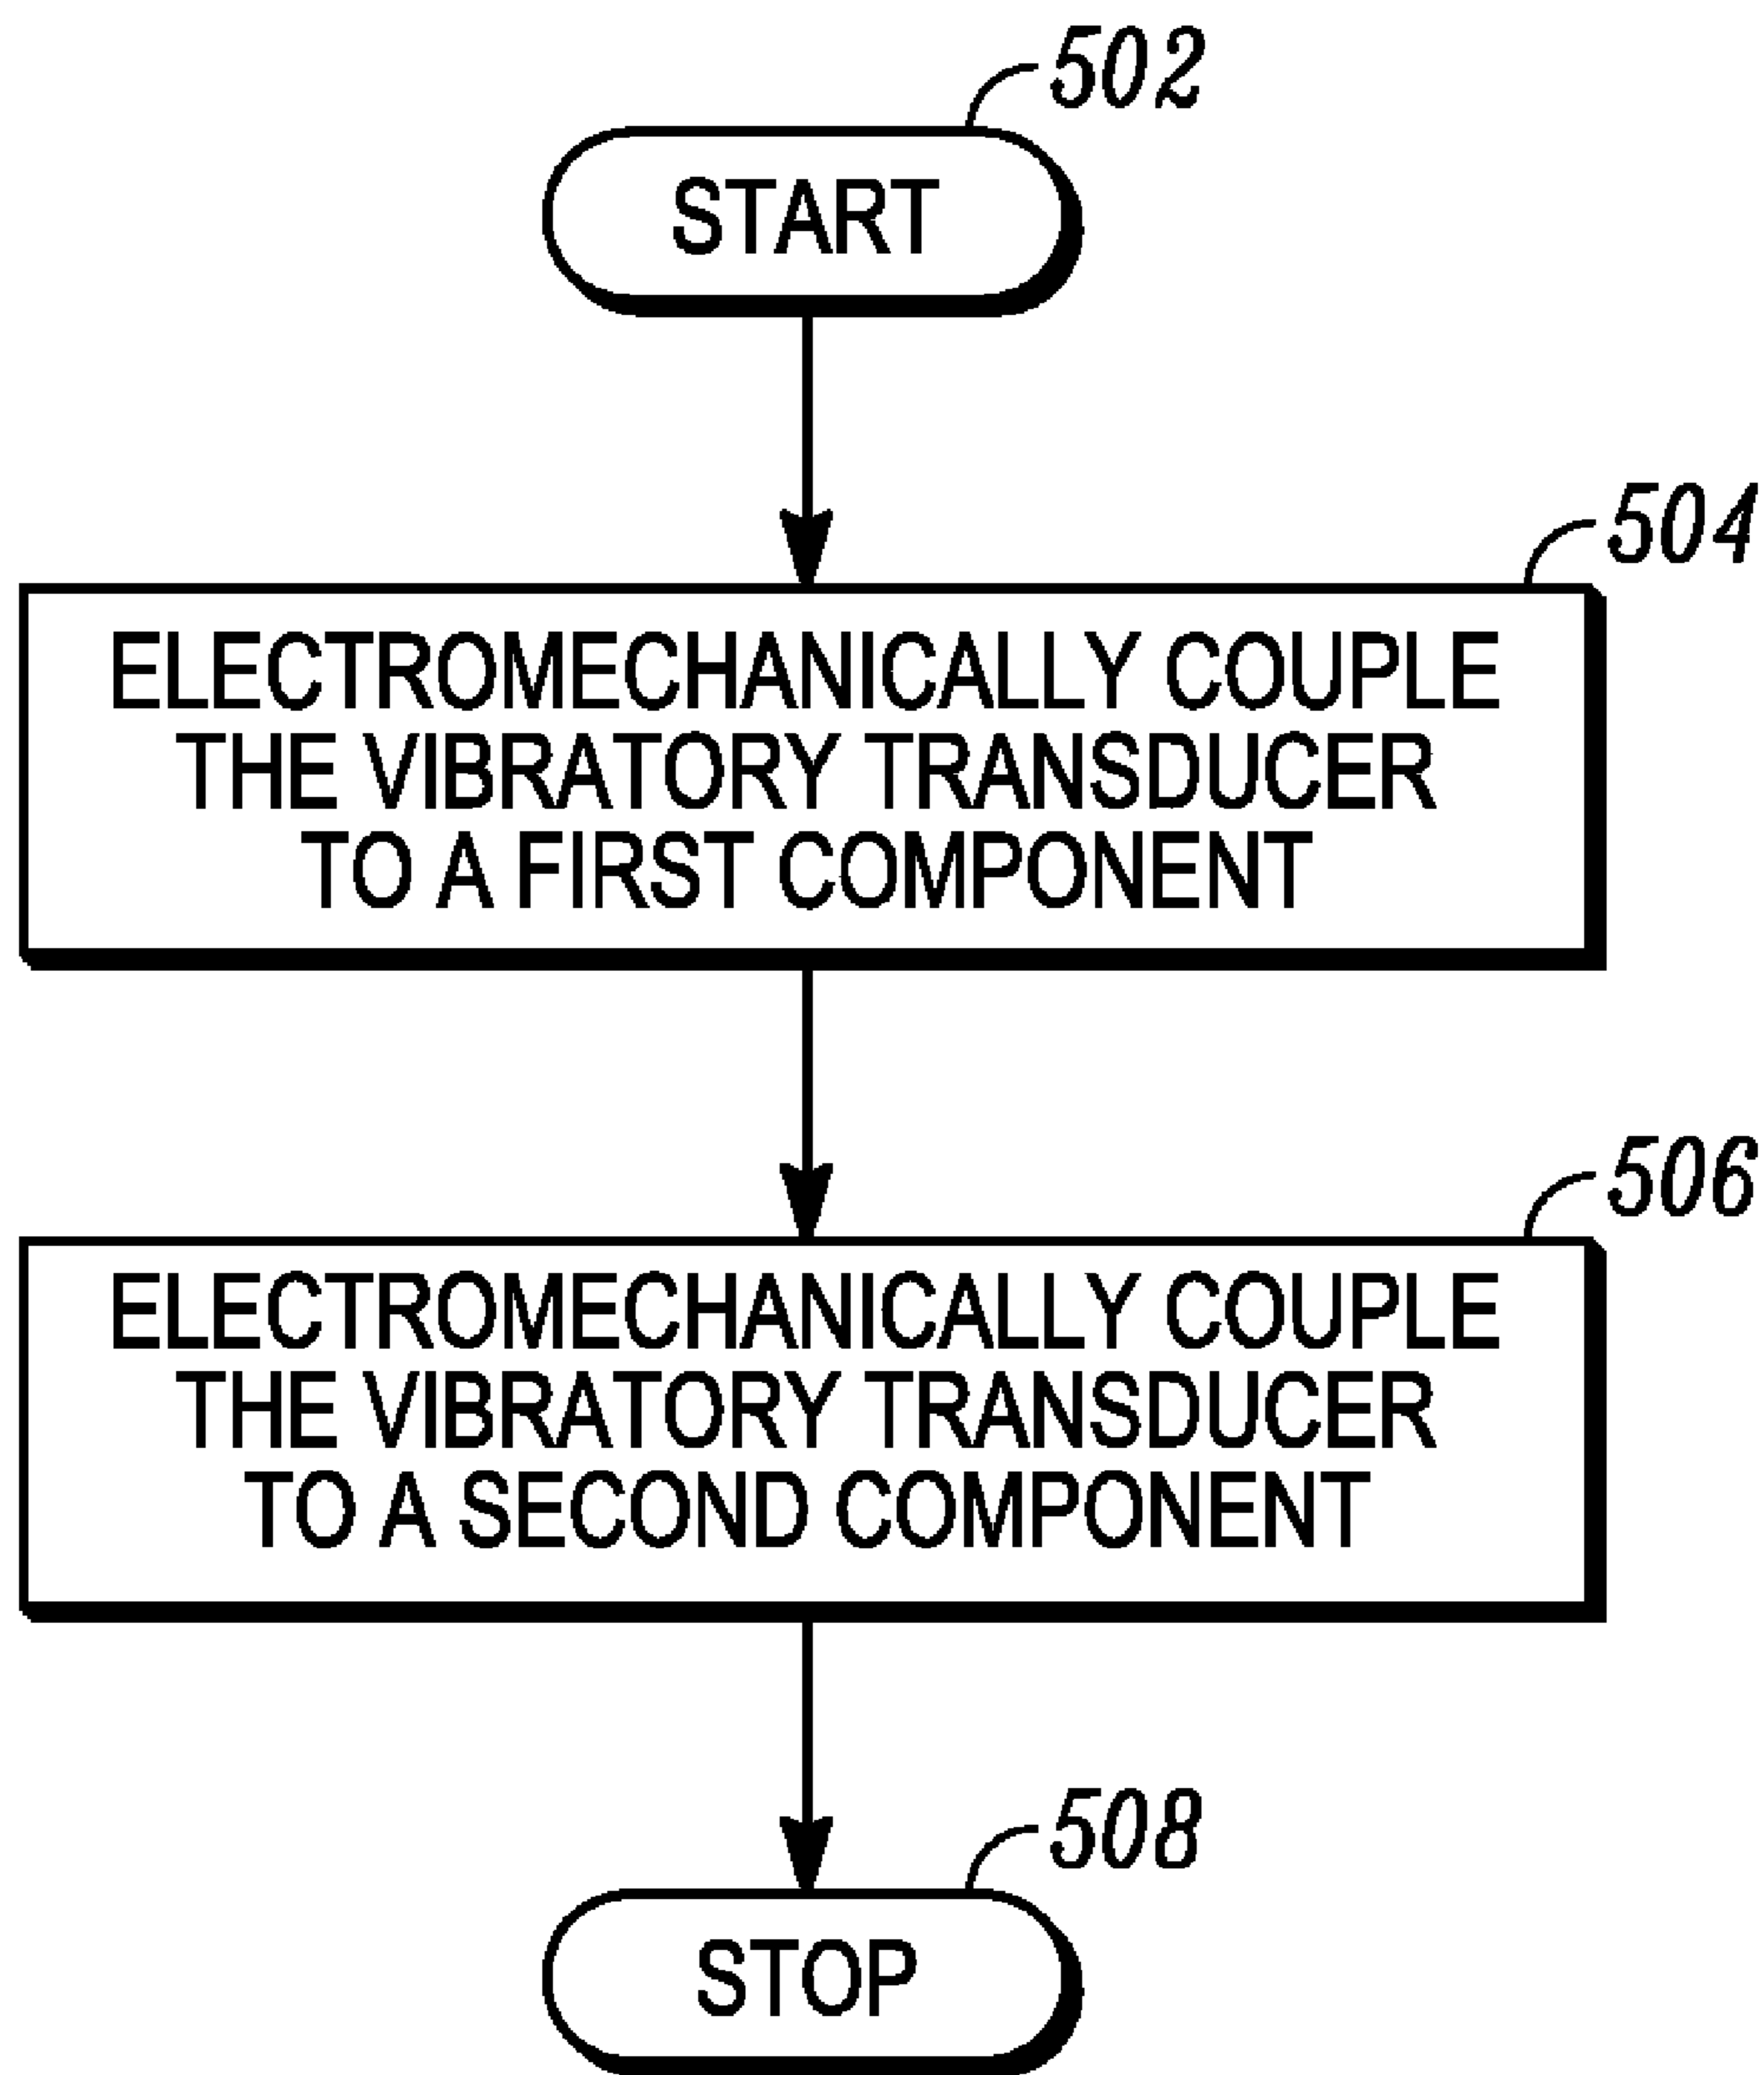 502
START
504
ELECTROMECHANICALLY COUPLE
THE VIBRATORY TRANSDUCER
TO A FIRST COMPONENT
506
ELECTROMECHANICALLY COUPLE
THE VIBRATORY TRANSDUCER
TO A SECOND COMPONENT
508
STOP